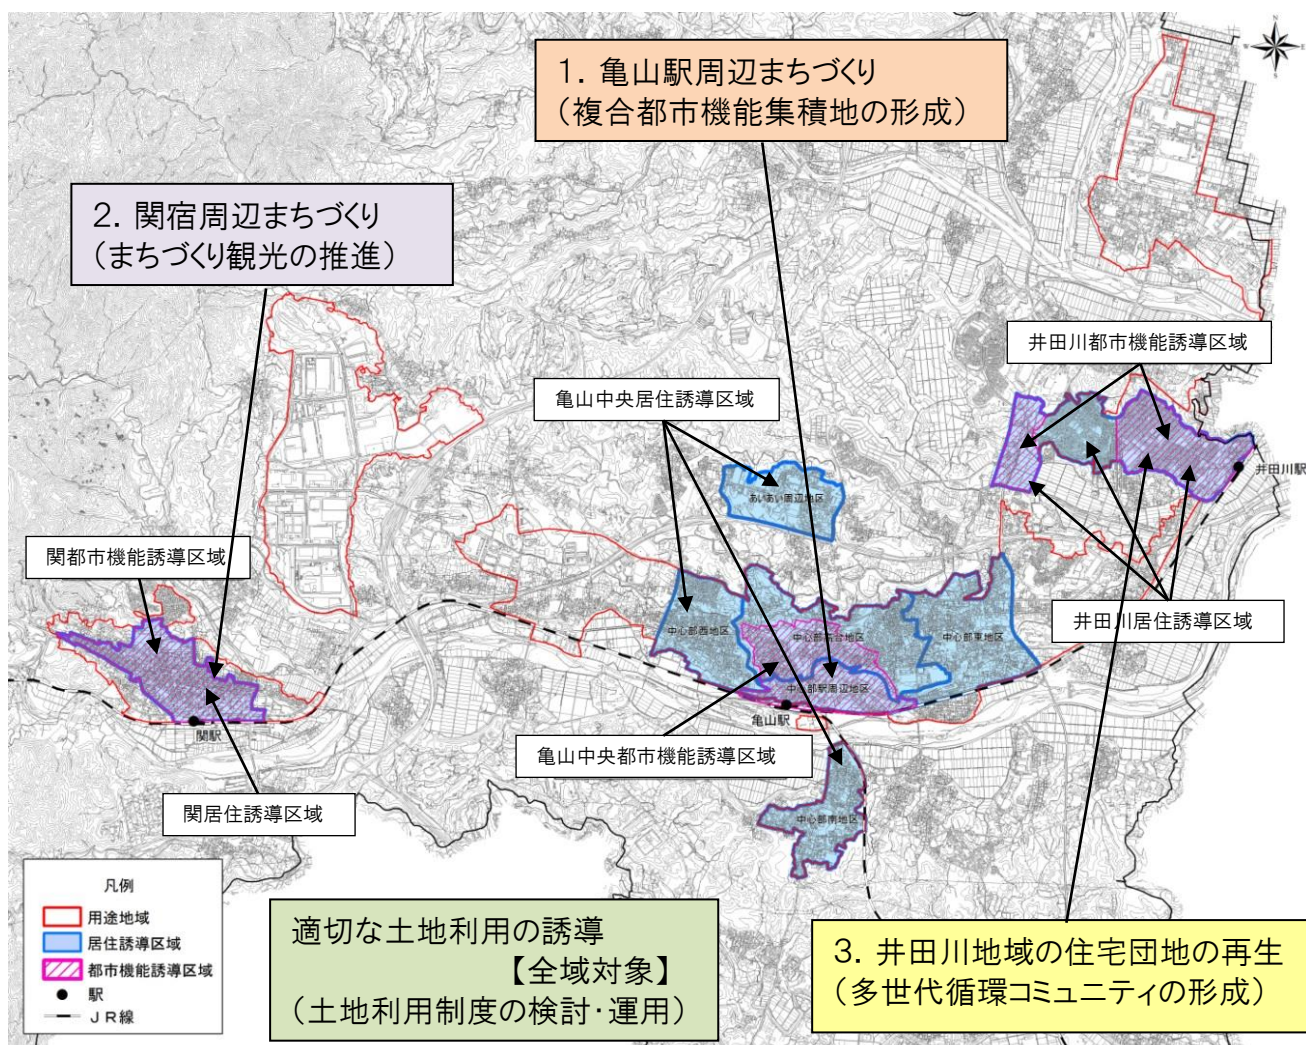 1．亀山駅周辺まちづくり
（複合都市機能集積地の形成）
2．関宿周辺まちづくり
（まちづくり観光の推進）
井田川都市機能誘導区域
亀山中央居住誘導区域
井田川駅
あいあい周辺地区
関都市機能誘導区域
井田川居住誘導区域
中心部西地区
中心部高台地区
中心部東地区
中心部駅周辺地区
亀山駅
関駅
亀山中央都市機能誘導区域
関居住誘導区域
中心部南地区
凡例
用途地域
居住誘導区域
都市機能誘導区域
駅
ＪＲ線
適切な土地利用の誘導
【全域対象】
（土地利用制度の検討・運用）
3．井田川地域の住宅団地の再生
（多世代循環コミュニティの形成）